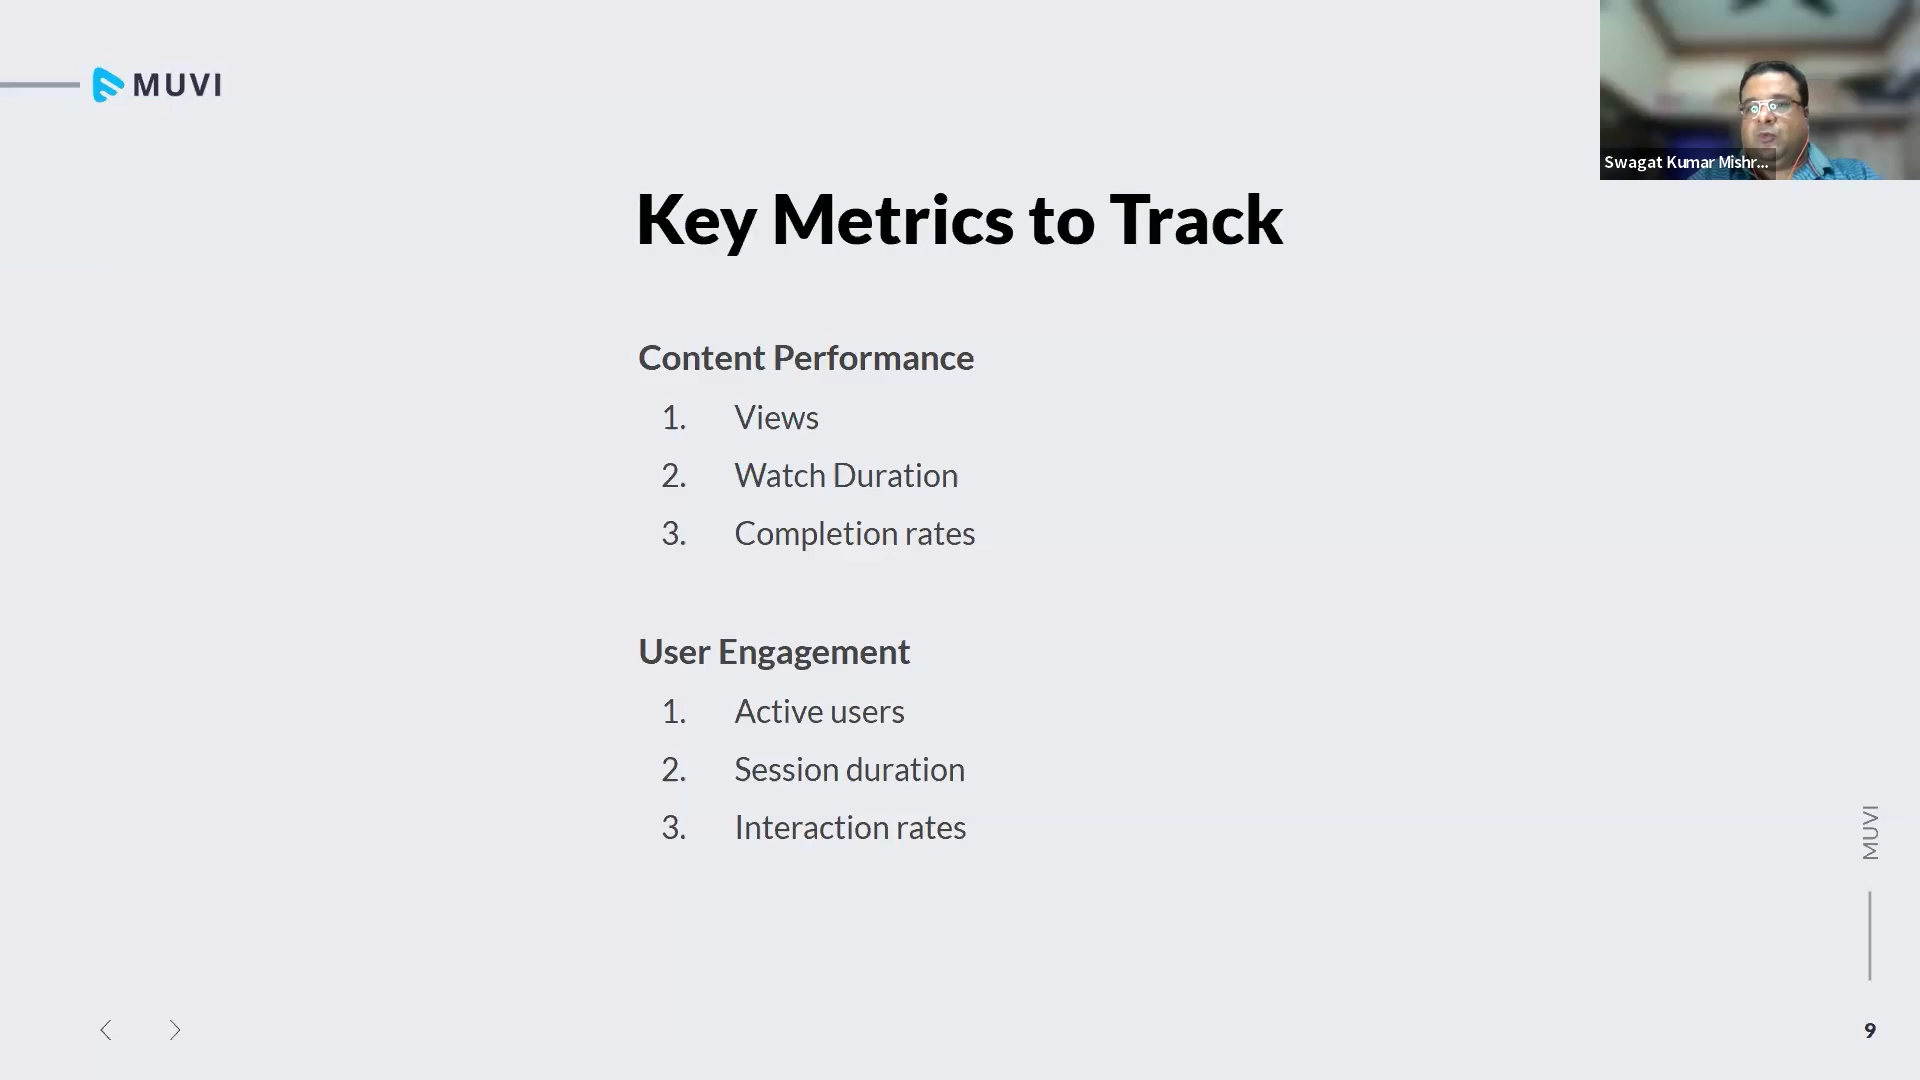 MUVI
Swagat Kumar Mishr...
Key Metrics to Track
Content Performance
1. Views
2. Watch Duration
3. Completion rates
User Engagement
1. Active users
2. Session duration
3. Interaction rates
MUVI
9